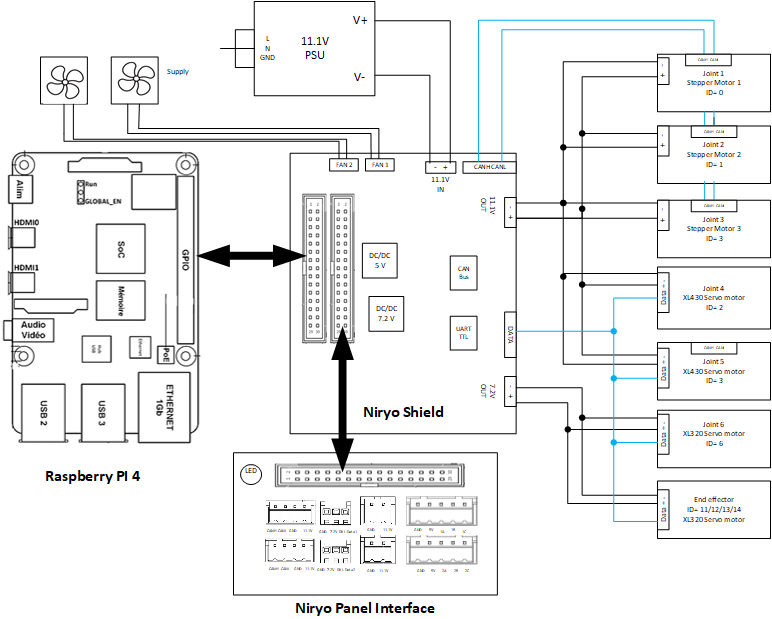 V+
L
N
GND
11.1V
PSU
V-
Supply
FAN 2
FAN 1
- +
11.1V
IN
CANH CANL
11.1V
OUT
- +
DC/DC
5 V
DC/DC
7.2 V
CAN
Bus
UART
TTL
DATA
7.2V
OUT
- +
Niryo Shield
Alim
Run
GLOBAL_EN
HDMI0
HDMI1
SoC
GPIO
Mémoire
Audio
Vidéo
Hub
USB
Ethernet
PoE
USB 2
USB 3
ETHERNET
1Gb
Raspberry PI 4
Joint 1
Stepper Motor 1
ID= 0
- +
Joint 2
Stepper Motor 2
ID= 1
- +
Joint 3
Stepper Motor 3
ID= 3
- +
Joint 4
XL430 Servo motor
ID= 2
Data + -
Joint 5
XL430 Servo motor
ID= 3
Data + -
Joint 6
XL320 Servo motor
ID= 6
Data + -
End effector
ID= 11/12/13/14
XL320 Servo motor
Data + -
LED
Niryo Panel Interface